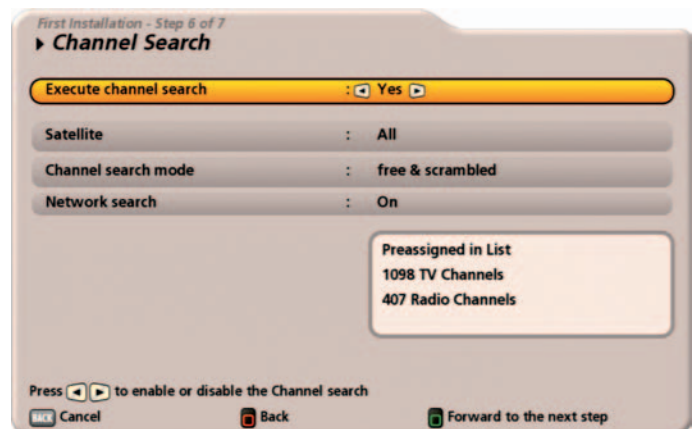 First Installation - Step 6 of 7
Channel Search
Execute channel search : Yes
Satellite : All
Channel search mode : free & scrambled
Network search : On
Preassigned in List
1098 TV Channels
407 Radio Channels
Press to enable or disable the Channel search
BACK Cancel Back Forward to the next step